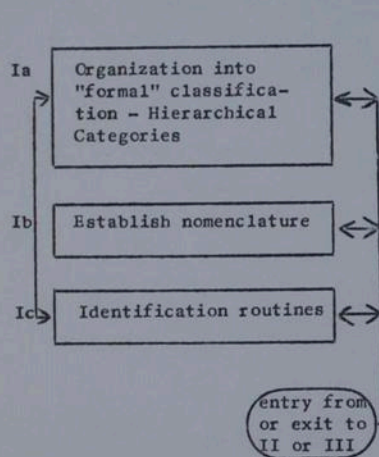 Ia
Organization into
"formal" classifica-
tion - Hierarchical
Categories
Ib
Establish nomenclature
Ic
Identification routines
entry from
or exit to
II or III